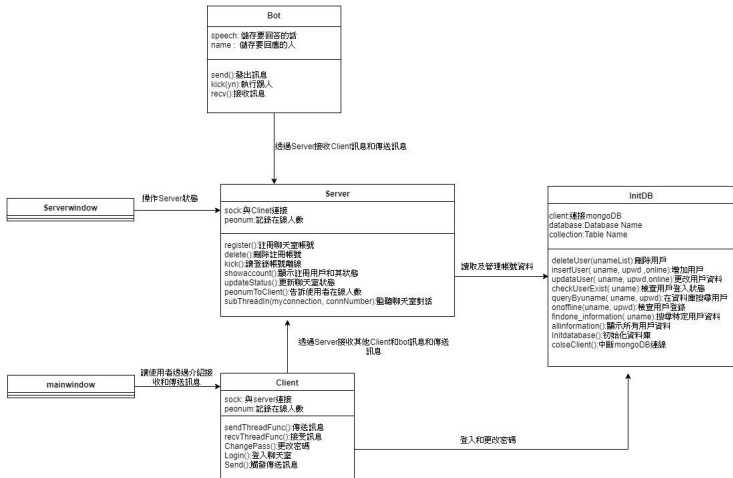 Bot
speech: 儲存要回答的話
name : 儲存要回應的人
send():發出訊息
kick(yn):執行踢人
recv():接收訊息
透過Server接收Client訊息和傳送訊息
Serverwindow
操作Server狀態
Server
sock:與Clinet連接
peonum:記錄在線人數
register():註冊聊天室帳號
delete():刪除註冊帳號
kick():讓登錄帳號離線
showaccount():顯示註冊用戶和其狀態
updateStatus():更新聊天室狀態
peonumToClient():告訴使用者在線人數
subThreadIn(myconnection, connNumber):監聽聊天室對話
讀取及管理帳號資料
InitDB
client:連接mongoDB
database:Database Name
collection:Table Name
deleteUser(unameList):刪除用戶
insertUser( uname, upwd ,online):增加用戶
updataUser( uname, upwd,online):更改用戶資料
checkUserExist( uname):檢查用戶登入狀態
queryByuname( uname, upwd):在資料庫搜尋用戶
onoffline(uname, upwd):檢查用戶登錄
findone_information( uname):搜尋特定用戶資料
allinformation():顯示所有用戶資料
Initdatabase():初始化資料庫
colseClient():中斷mongoDB連線
透過Server接收其他Client和bot訊息和傳送
訊息
mainwindow
讓使用者透過介紹接
收和傳送訊息
Client
sock: 與server連接
peonum:記錄在線人數
sendThreadFunc():傳送訊息
recvThreadFunc():接受訊息
ChangePass():更改密碼
Login():登入聊天室
Send():觸發傳送訊息
登入和更改密碼